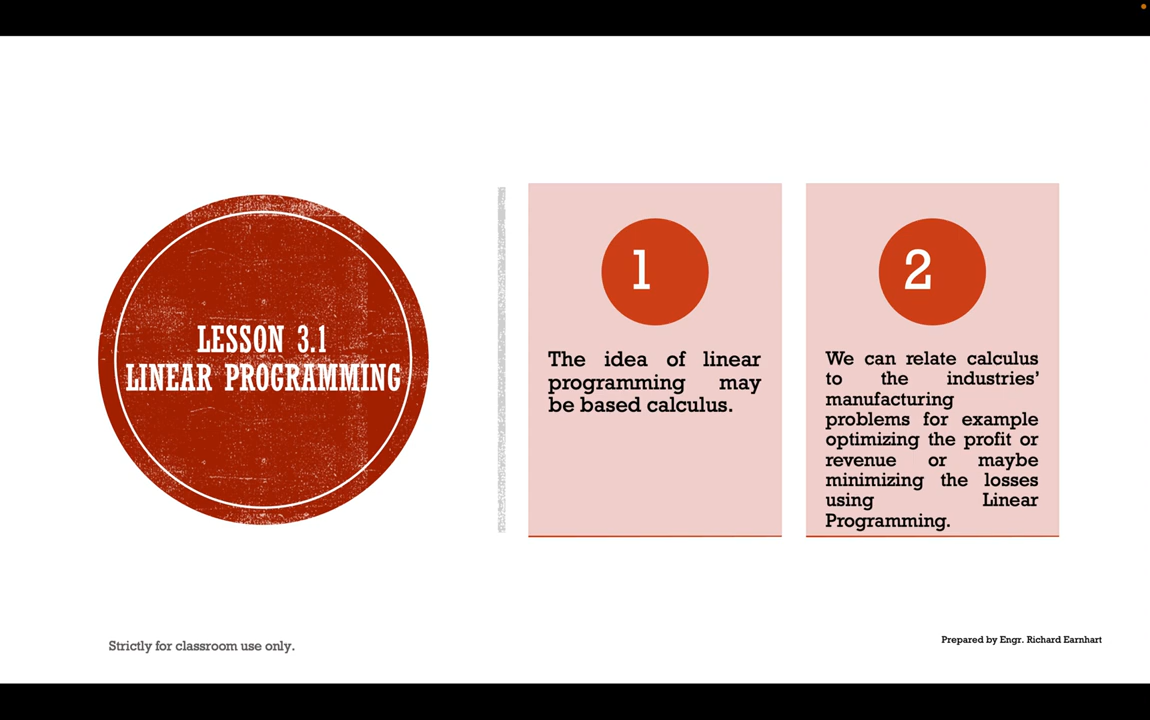 LESSON 3.1
LINEAR PROGRAMMING
1
The idea of linear
programming may
be based calculus.
2
We can relate calculus
to the industries’
manufacturing
problems for example
optimizing the profit or
revenue or maybe
minimizing the losses
using Linear
Programming.
Strictly for classroom use only.
Prepared by Engr. Richard Earnhart